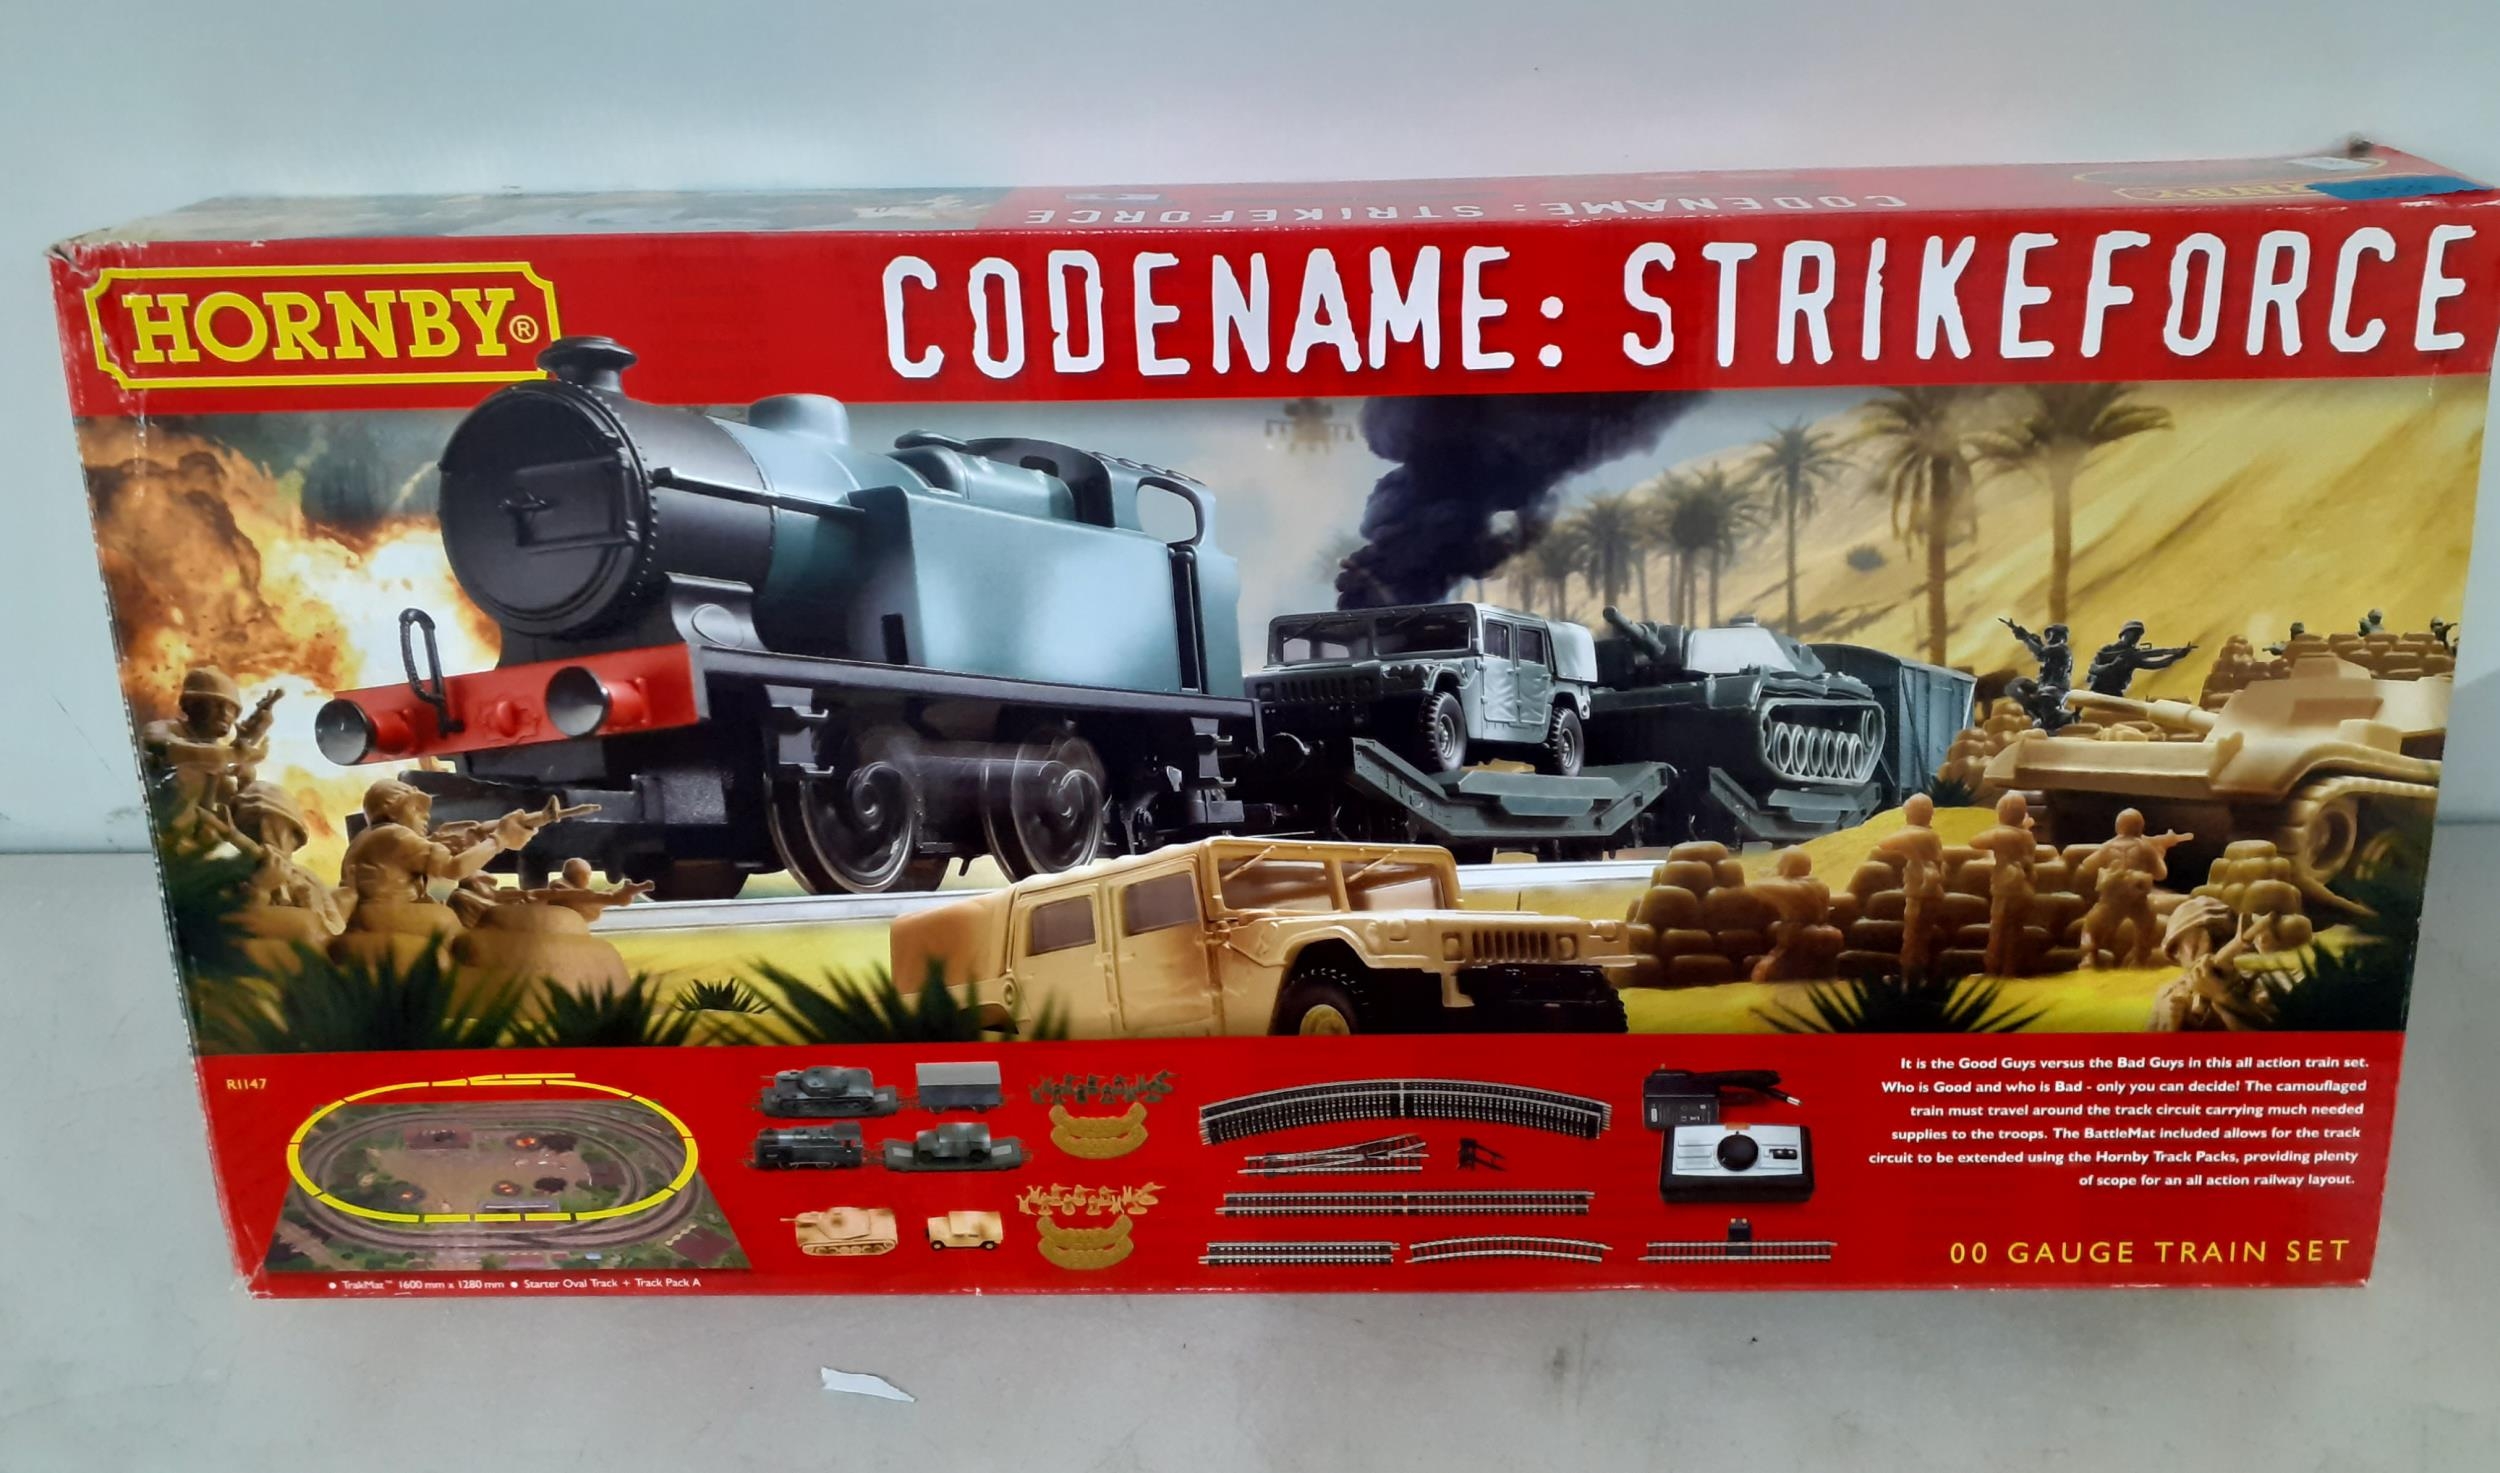 CODENAME: STRIKEFORCE
HORNBY®
CODENAME: STRIKEFORCE
R1147
It is the Good Guys versus the Bad Guys in this all action train set.
Who is Good and who is Bad - only you can decide! The camouflaged
train must travel around the track circuit carrying much needed
supplies to the troops. The BattleMat included allows for the track
circuit to be extended using the Hornby Track Packs, providing plenty
of scope for an all action railway layout.
00 GAUGE TRAIN SET
• TrakMat™ 1600 mm x 1280 mm • Starter Oval Track + Track Pack A